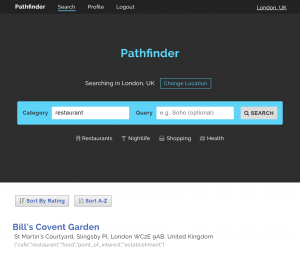 Pathfinder Search Profile Logout London, UK
Pathfinder
Searching in London, UK Change Location
Category restaurant Query e.g. Soho (optional) SEARCH
Restaurants Nightlife Shopping Health
Sort By Rating Sort A-Z
Bill's Covent Garden
St Martin's Courtyard, Slingsby Pl, London WC2E 9AB, United Kingdom
{"cafe","restaurant","food","point_of_interest","establishment"}